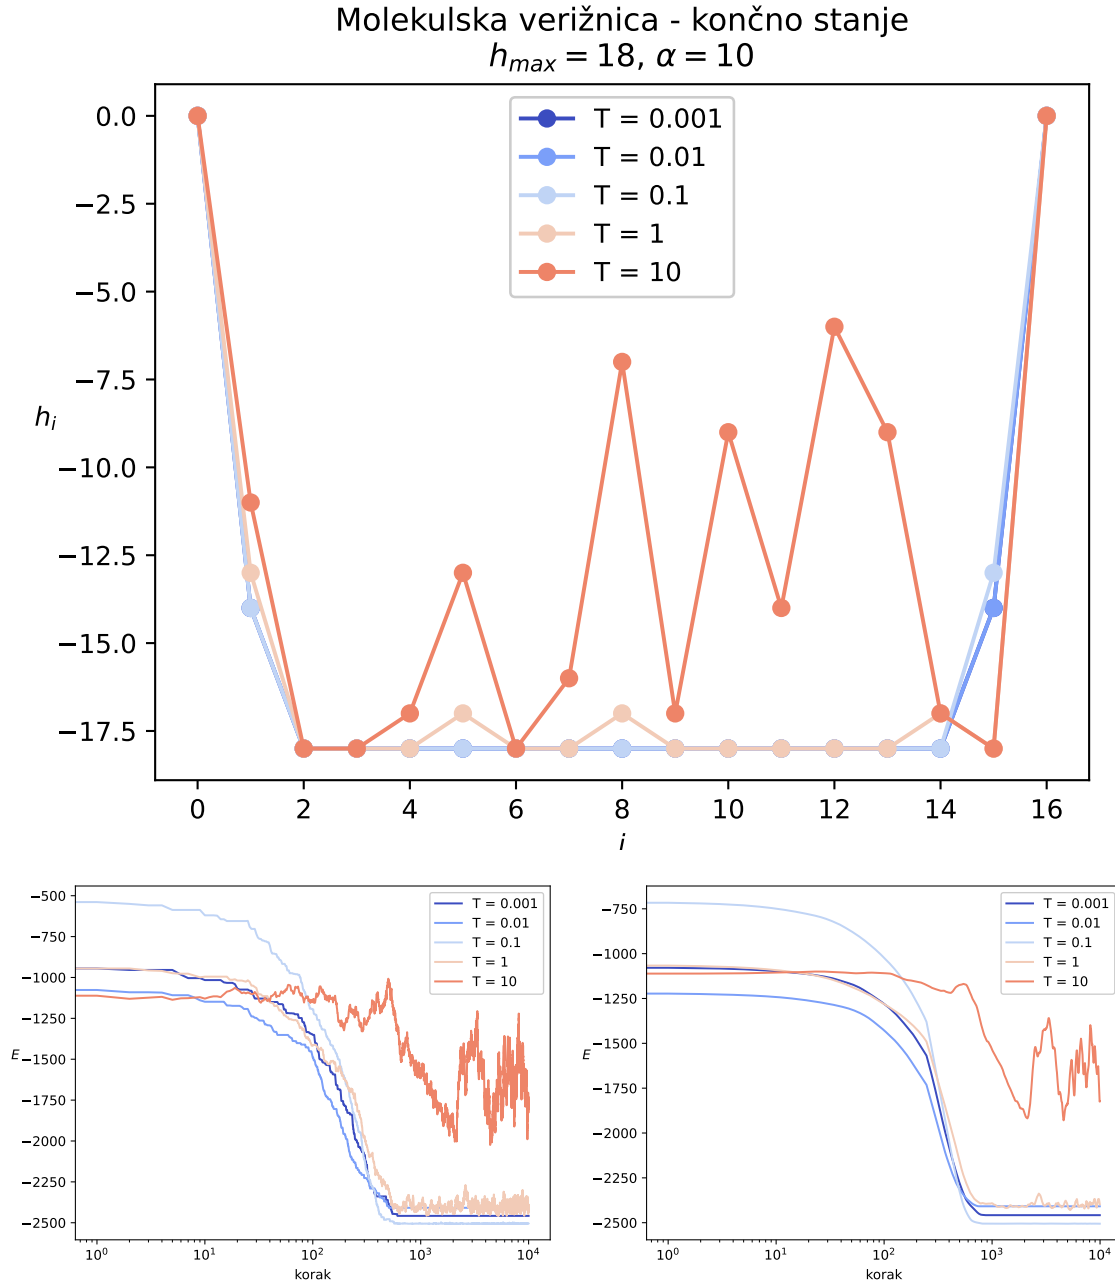 Molekulska verižnica - končno stanje
h_max = 18, α = 10
T = 0.001
T = 0.01
T = 0.1
T = 1
T = 10
h_i
0.0
−2.5
−5.0
−7.5
−10.0
−12.5
−15.0
−17.5
0 2 4 6 8 10 12 14 16
i
−500
−750
−1000
−1250
−1500
−1750
−2000
−2250
−2500
E
T = 0.001
T = 0.01
T = 0.1
T = 1
T = 10
10^0 10^1 10^2 10^3 10^4
korak
−750
−1000
−1250
−1500
−1750
−2000
−2250
−2500
E
T = 0.001
T = 0.01
T = 0.1
T = 1
T = 10
10^0 10^1 10^2 10^3 10^4
korak